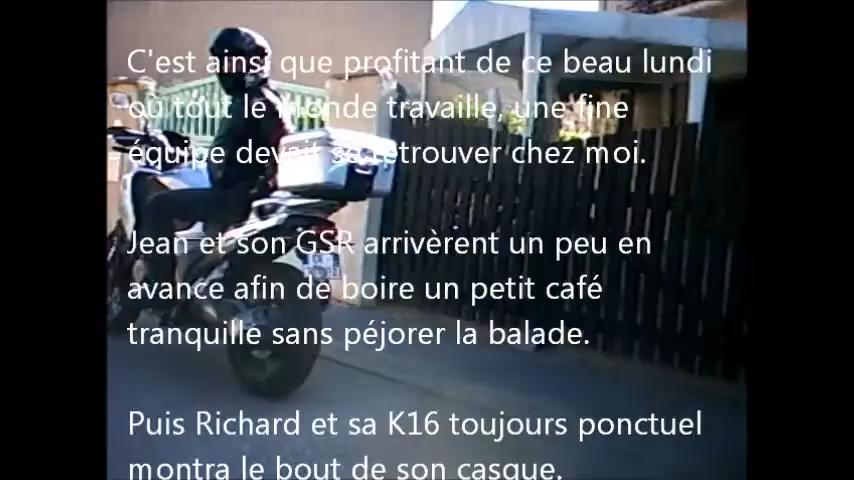 C'est ainsi que profitant de ce beau lundi
où tout le monde travaille, une fine
équipe devait se retrouver chez moi.
Jean et son GSR arrivèrent un peu en
avance afin de boire un petit café
tranquille sans péjorer la balade.
Puis Richard et sa K16 toujours ponctuel
montra le bout de son casque.